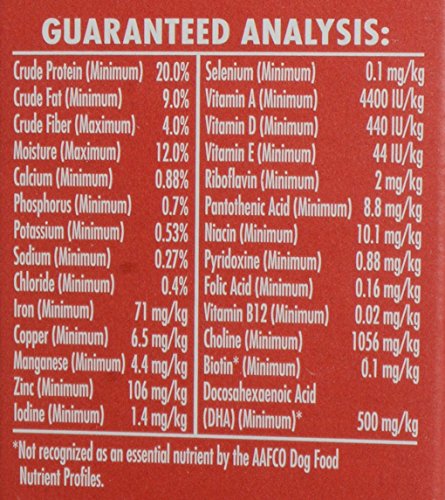 GUARANTEED ANALYSIS:
Crude Protein (Minimum) 20.0%
Crude Fat (Minimum) 9.0%
Crude Fiber (Maximum) 4.0%
Moisture (Maximum) 12.0%
Calcium (Minimum) 0.88%
Phosphorus (Minimum) 0.7%
Potassium (Minimum) 0.53%
Sodium (Minimum) 0.27%
Chloride (Minimum) 0.4%
Iron (Minimum) 71 mg/kg
Copper (Minimum) 6.5 mg/kg
Manganese (Minimum) 4.4 mg/kg
Zinc (Minimum) 106 mg/kg
Iodine (Minimum) 1.4 mg/kg
Selenium (Minimum) 0.1 mg/kg
Vitamin A (Minimum) 4400 IU/kg
Vitamin D (Minimum) 440 IU/kg
Vitamin E (Minimum) 44 IU/kg
Riboflavin (Minimum) 2 mg/kg
Pantothenic Acid (Minimum) 8.8 mg/kg
Niacin (Minimum) 10.1 mg/kg
Pyridoxine (Minimum) 0.88 mg/kg
Folic Acid (Minimum) 0.16 mg/kg
Vitamin B12 (Minimum) 0.02 mg/kg
Choline (Minimum) 1056 mg/kg
Biotin* (Minimum) 0.1 mg/kg
Docosahexaenoic Acid
(DHA) (Minimum)* 500 mg/kg
*Not recognized as an essential nutrient by the AAFCO Dog Food
Nutrient Profiles.